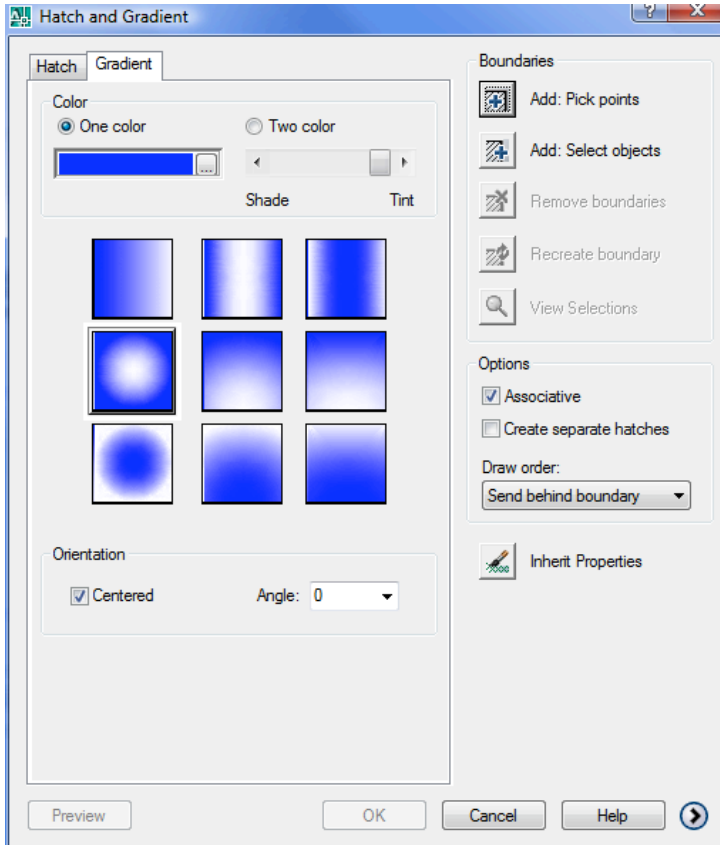 Hatch and Gradient
?
X
Hatch
Gradient
Color
One color
Two color
...
Shade
Tint
Orientation
Centered
Angle:
0
Boundaries
Add: Pick points
Add: Select objects
Remove boundaries
Recreate boundary
View Selections
Options
Associative
Create separate hatches
Draw order:
Send behind boundary
Inherit Properties
Preview
OK
Cancel
Help